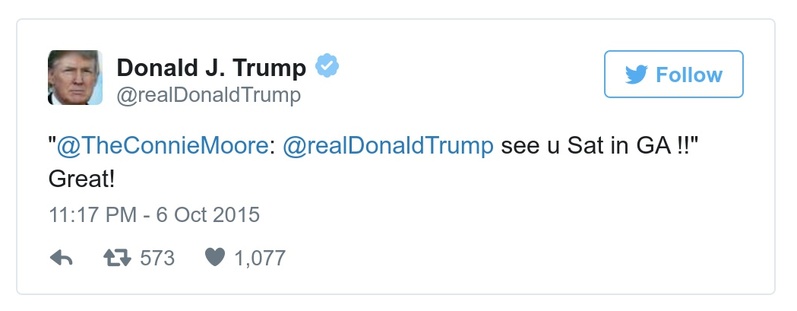 Donald J. Trump
@realDonaldTrump
Follow
"@TheConnieMoore: @realDonaldTrump see u Sat in GA !!"
Great!
11:17 PM - 6 Oct 2015
573 1,077